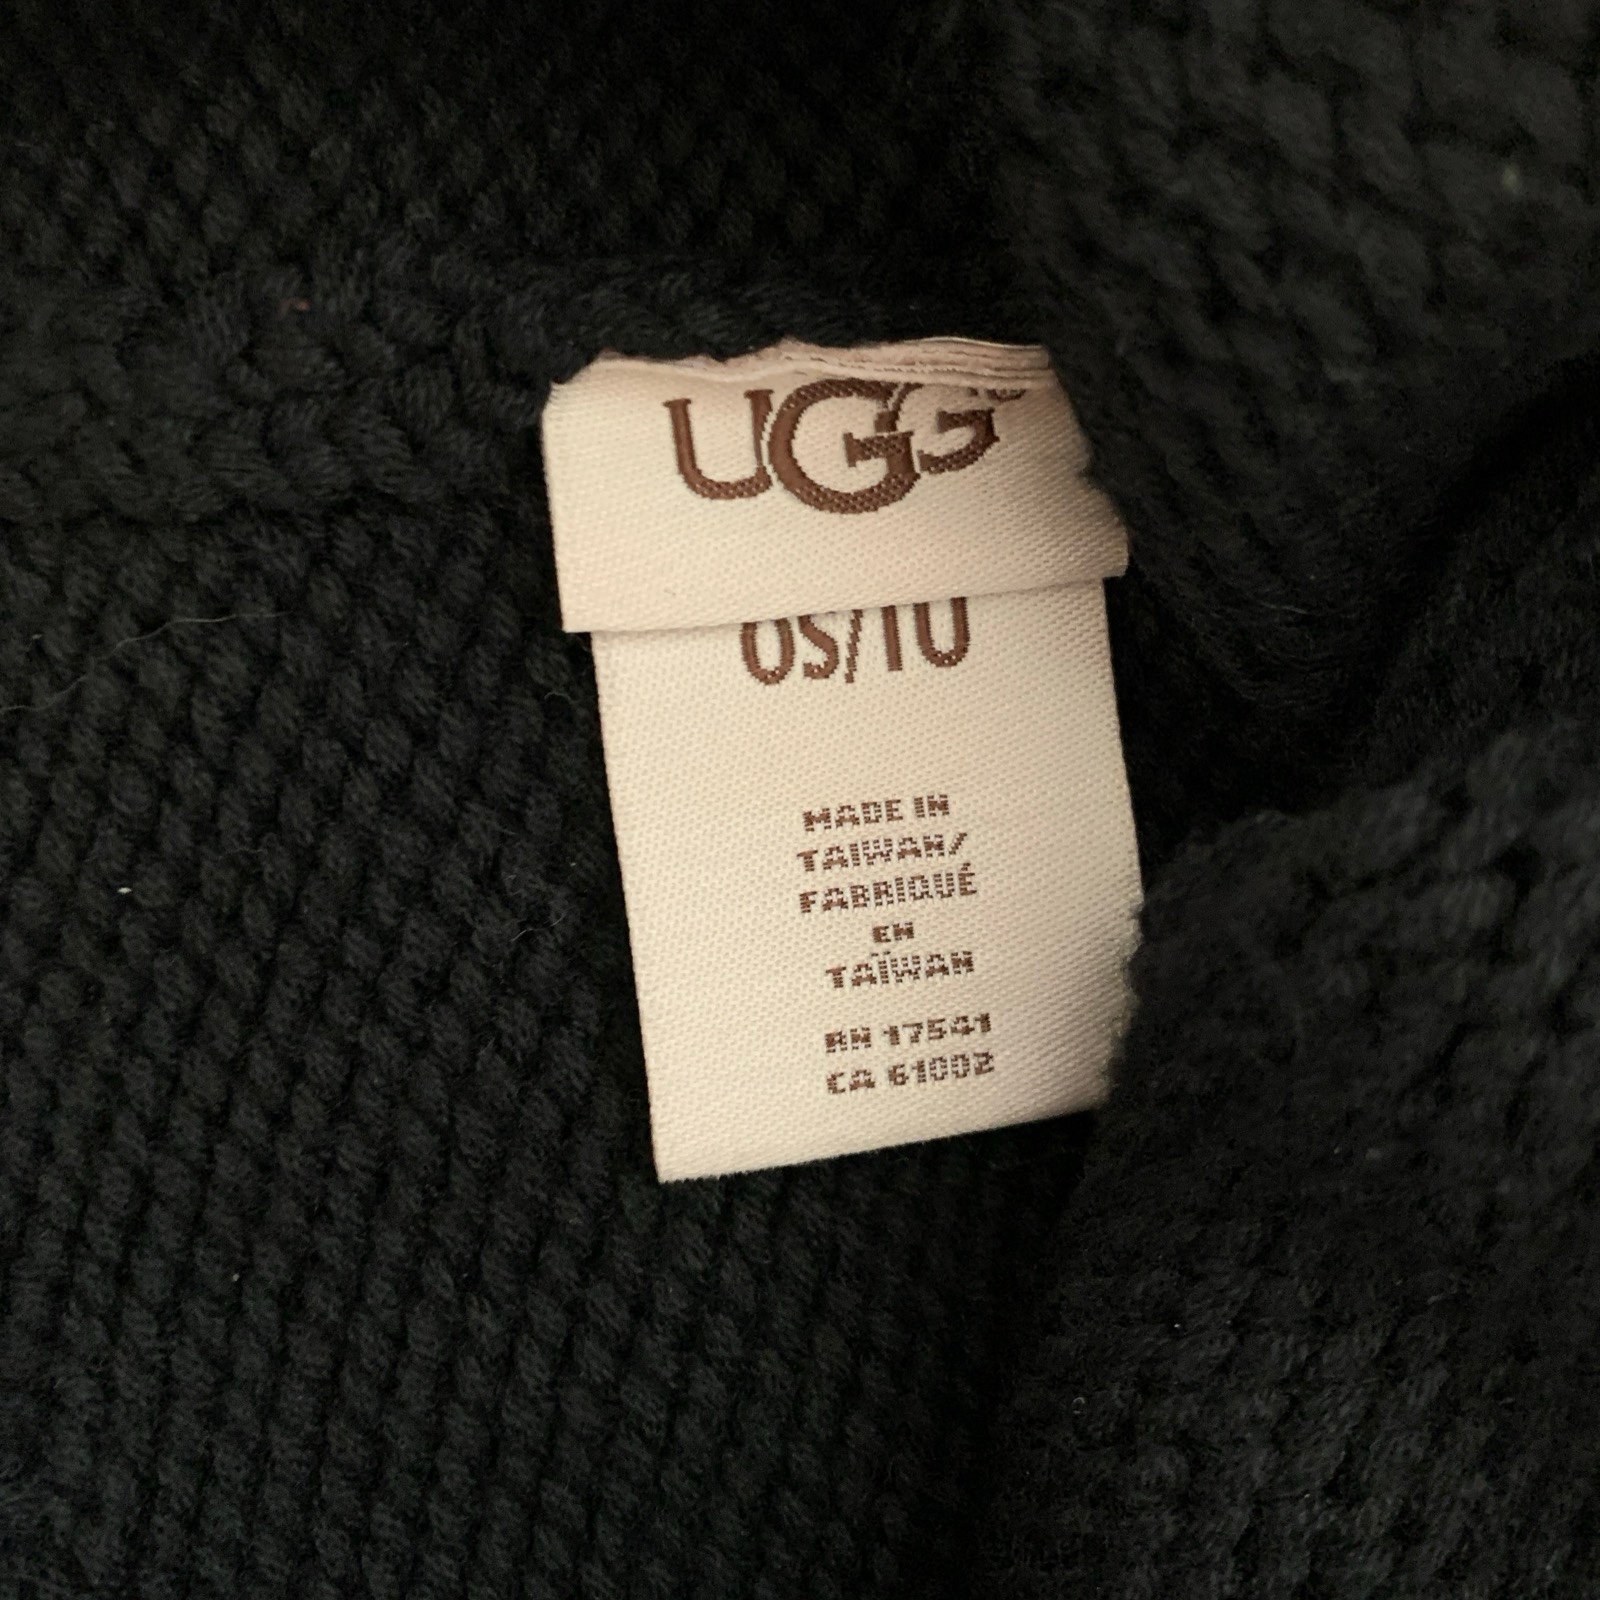 UGG
OS/TU
MADE IN
TAIWAN/
FABRIQUÉ
EN
TAÏWAN
RN 17541
CA 61002